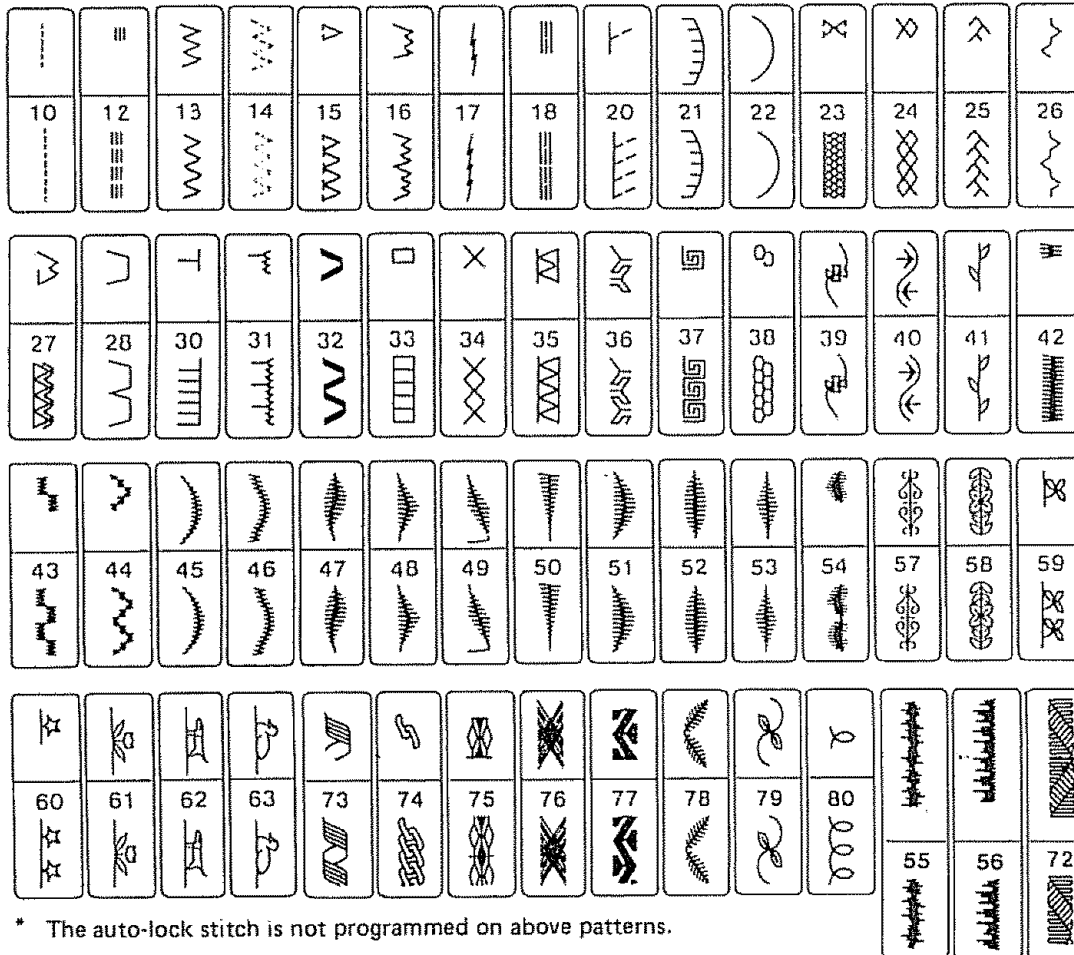 10 12 13 14 15 16 17 18 20 21 22 23 24 25 26
27 28 30 31 32 33 34 35 36 37 38 39 40 41 42
43 44 45 46 47 48 49 50 51 52 53 54 57 58 59
60 61 62 63 73 74 75 76 77 78 79 80
55 56 72
* The auto-lock stitch is not programmed on above patterns.